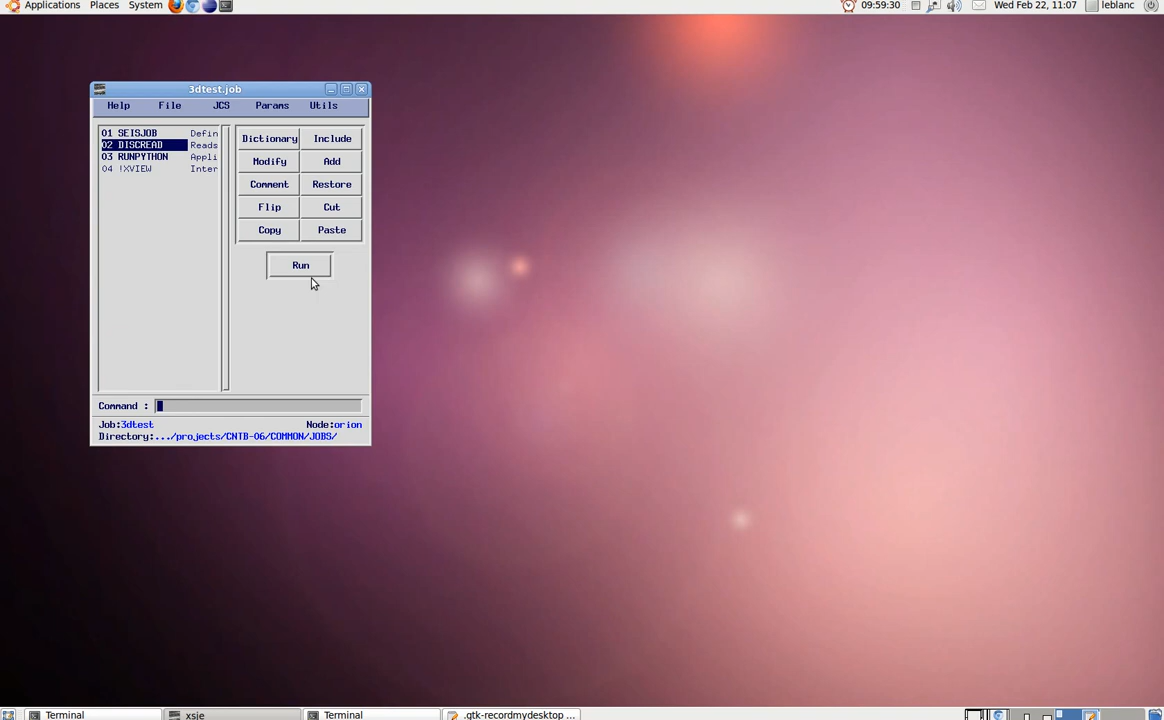 Applications Places System 09:59:30 Wed Feb 22, 11:07 leblanc
3dtest.job
Help File JCS Params Utils
01 SEISJOB Defin
02 DISCREAD Reads
03 RUNPYTHON Appli
04 !XVIEW Inter
Dictionary Include
Modify Add
Comment Restore
Flip Cut
Copy Paste
Run
Command :
Job:3dtest Node:orion
Directory:.../projects/CNTB-06/COMMON/JOBS/
Terminal xsje Terminal .gtk-recordmydesktop ...